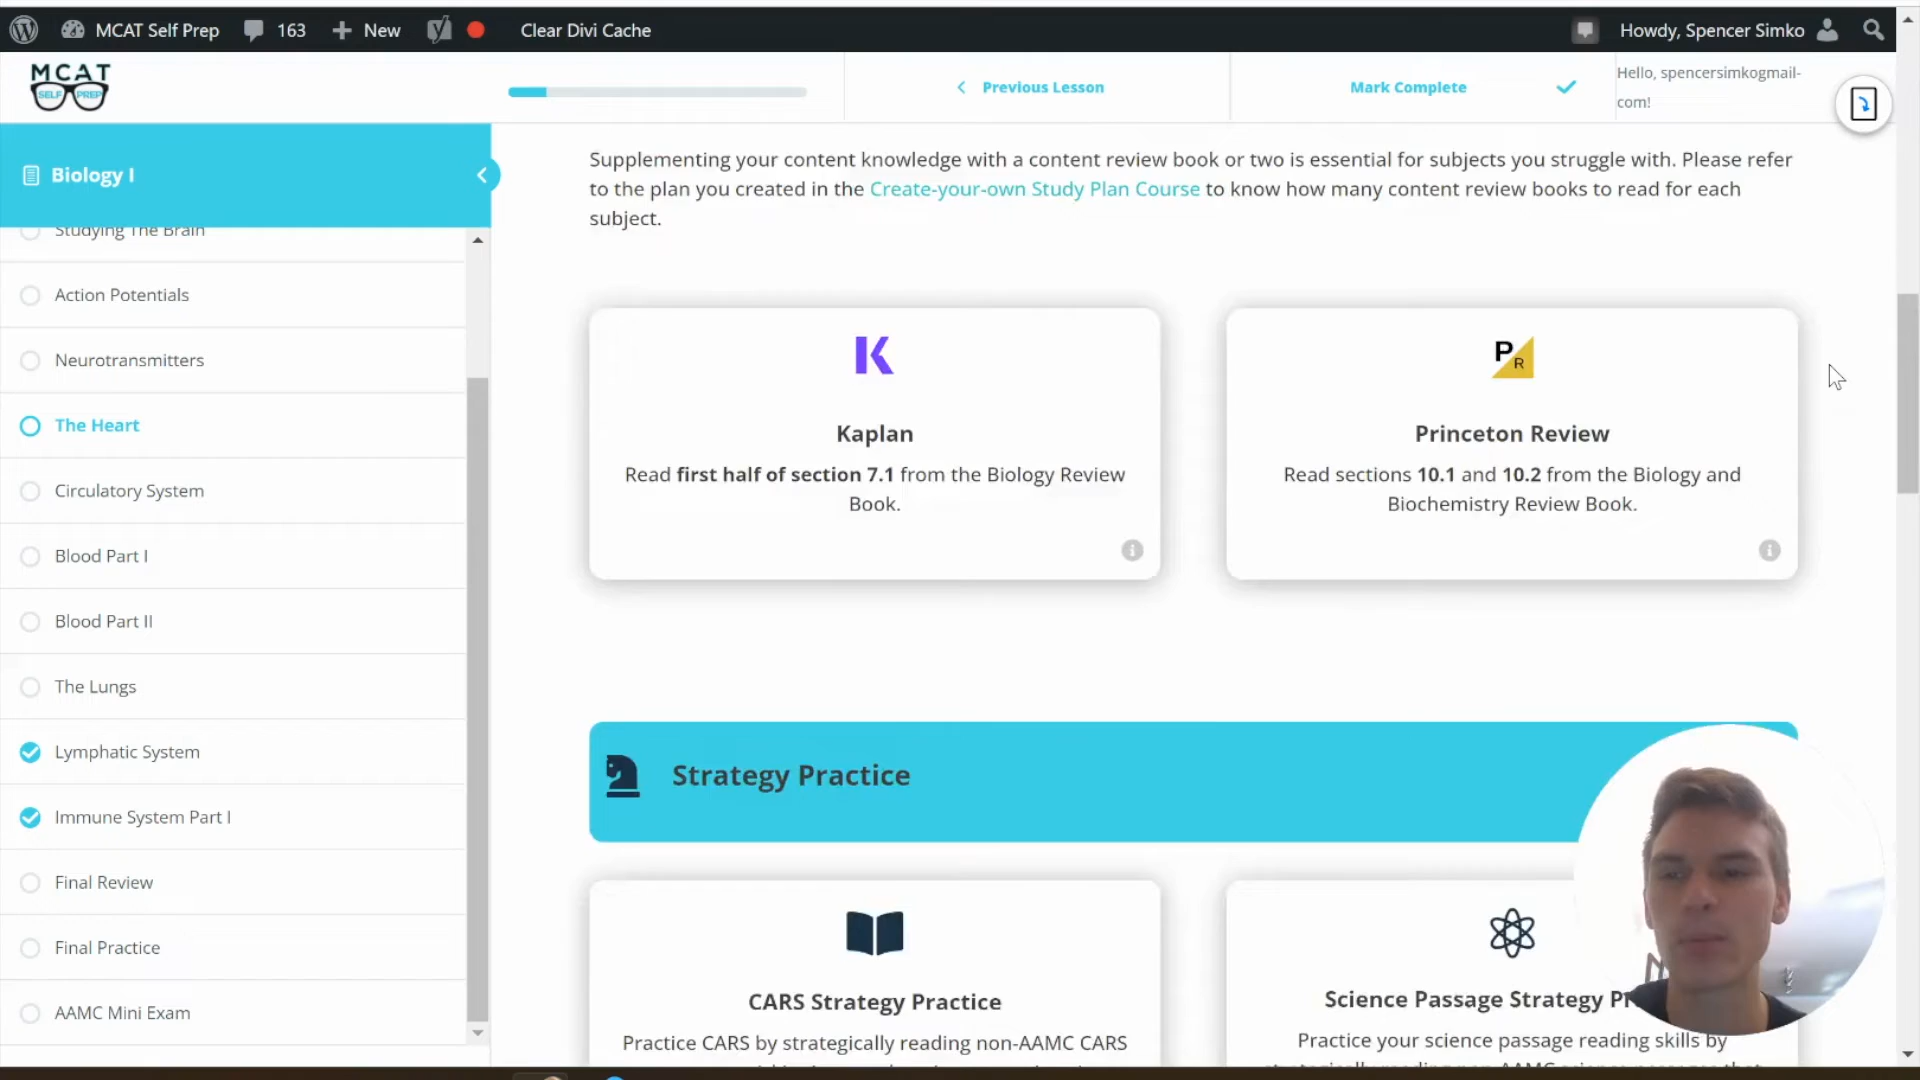 MCAT Self Prep 163 New Clear Divi Cache Howdy, Spencer Simko
MCAT
SELF PREP
Previous Lesson
Mark Complete
Hello, spencersimkogmail-
com!
Biology I
Studying The Brain
Action Potentials
Neurotransmitters
The Heart
Circulatory System
Blood Part I
Blood Part II
The Lungs
Lymphatic System
Immune System Part I
Final Review
Final Practice
AAMC Mini Exam
Supplementing your content knowledge with a content review book or two is essential for subjects you struggle with. Please refer
to the plan you created in the Create-your-own Study Plan Course to know how many content review books to read for each
subject.
K
Kaplan
Read first half of section 7.1 from the Biology Review
Book.
P
R
Princeton Review
Read sections 10.1 and 10.2 from the Biology and
Biochemistry Review Book.
Strategy Practice
CARS Strategy Practice
Practice CARS by strategically reading non-AAMC CARS
Science Passage Strategy
Practice your science passage reading skills by